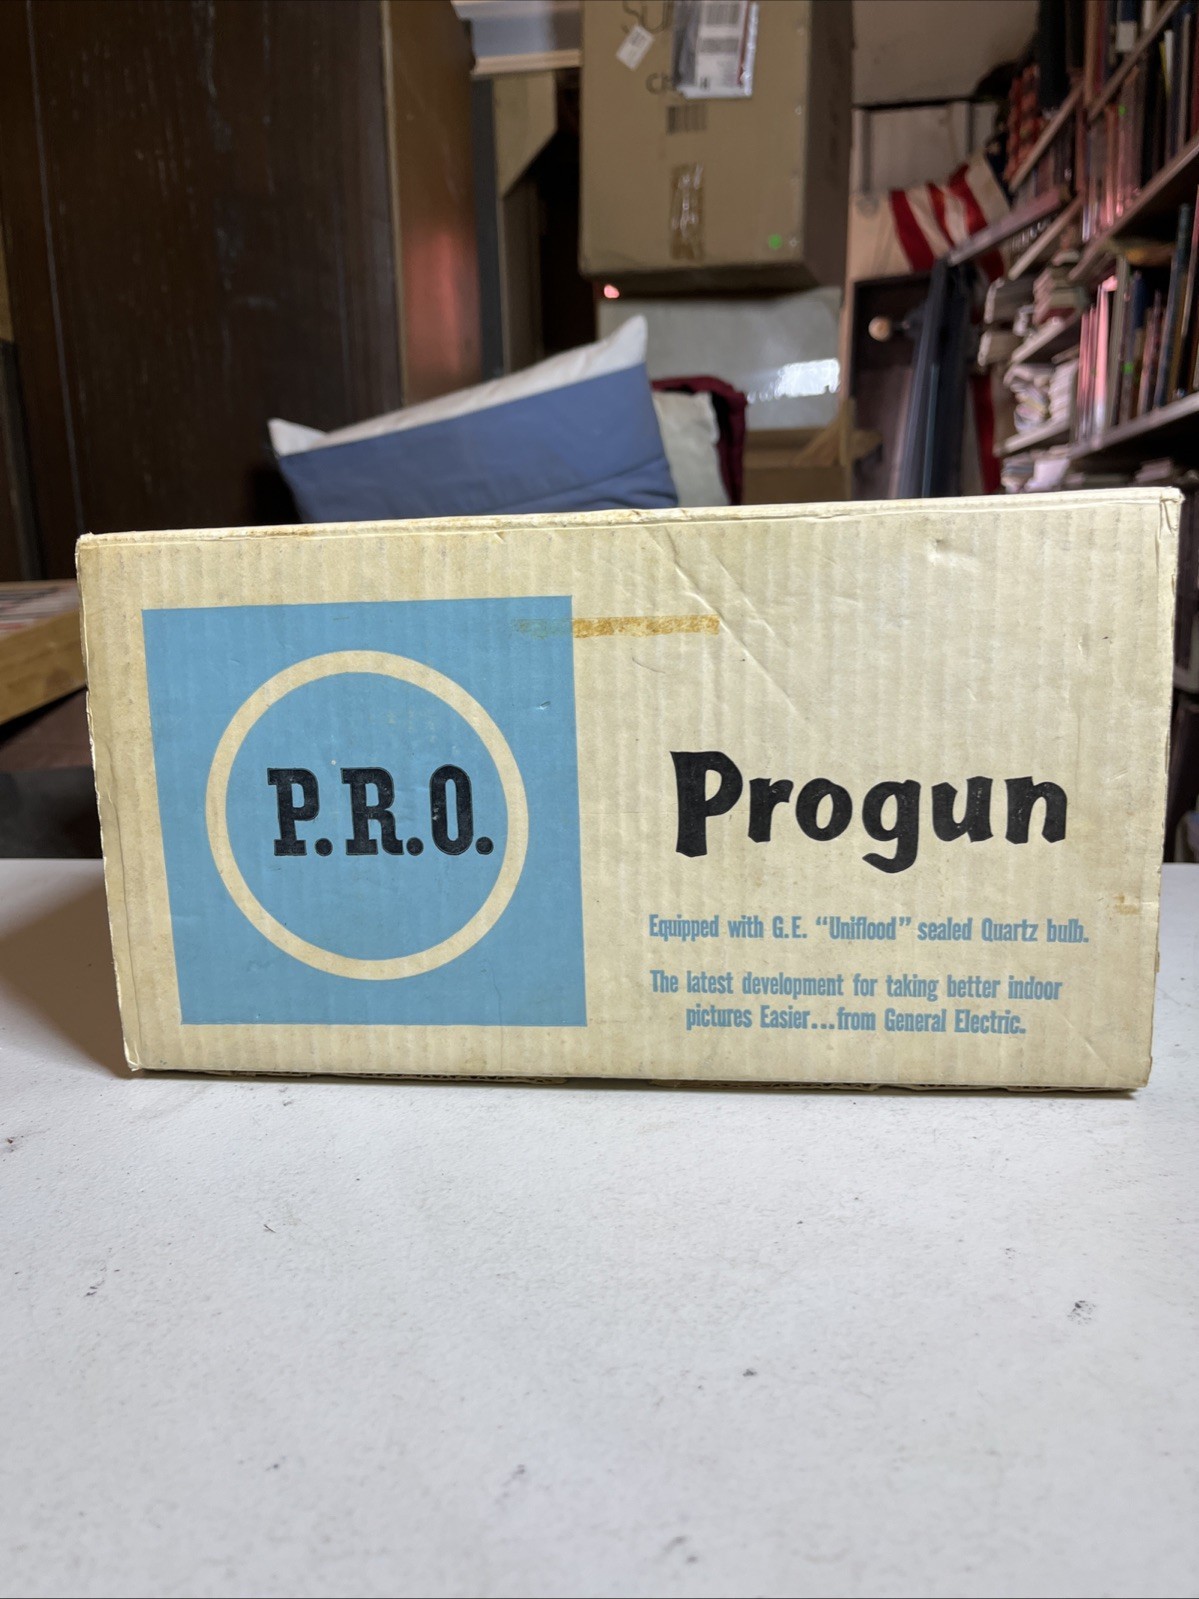 P.R.O.
Progun
Equipped with G.E. “Uniflood” sealed Quartz bulb.
The latest development for taking better indoor
pictures Easier...from General Electric.